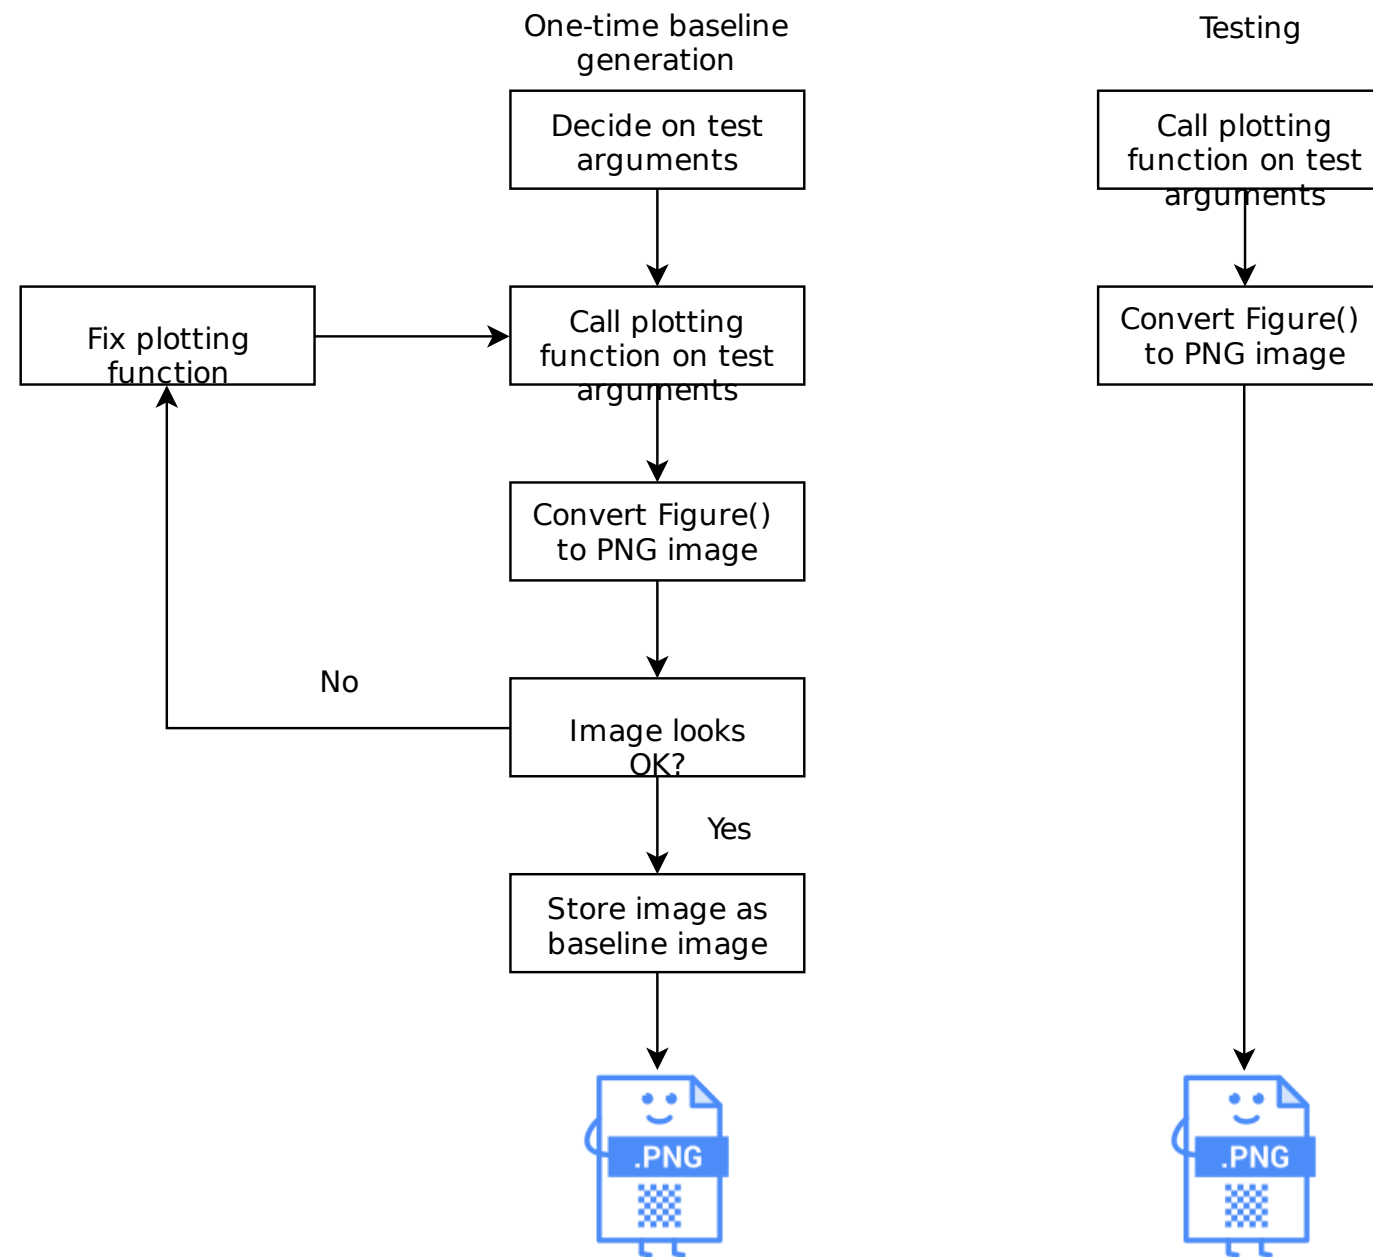 One-time baseline
generation
Decide on test
arguments
Fix plotting
function
Call plotting
function on test
arguments
Convert Figure()
to PNG image
No
Image looks
OK?
Yes
Store image as
baseline image
.PNG
Testing
Call plotting
function on test
arguments
Convert Figure()
to PNG image
.PNG